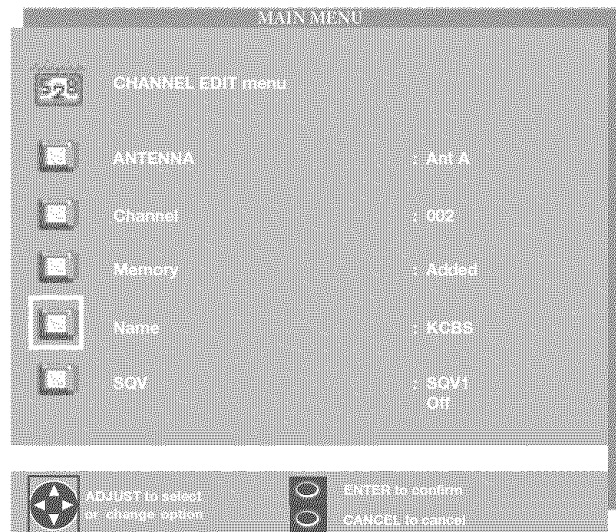 MAIN MENU
CHANNEL EDIT menu
ANTENNA : Ant A
Channel : 002
Memory : Added
Name : KCBS
SQV : SQV1
Off
ADJUST to select
or change option
ENTER to confirm
CANCEL to cancel